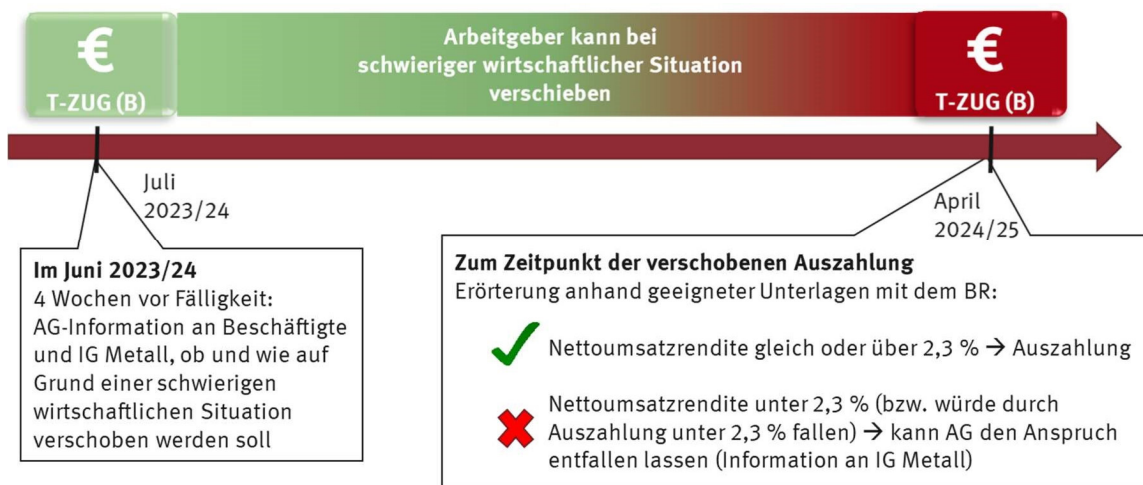 €
T-ZUG (B)
Arbeitgeber kann bei
schwieriger wirtschaftlicher Situation
verschieben
€
T-ZUG (B)
Juli
2023/24
April
2024/25
Im Juni 2023/24
4 Wochen vor Fälligkeit:
AG-Information an Beschäftigte
und IG Metall, ob und wie auf
Grund einer schwierigen
wirtschaftlichen Situation
verschoben werden soll
Zum Zeitpunkt der verschobenen Auszahlung
Erörterung anhand geeigneter Unterlagen mit dem BR:
Nettoumsatzrendite gleich oder über 2,3 % → Auszahlung
Nettoumsatzrendite unter 2,3 % (bzw. würde durch
Auszahlung unter 2,3 % fallen) → kann AG den Anspruch
entfallen lassen (Information an IG Metall)